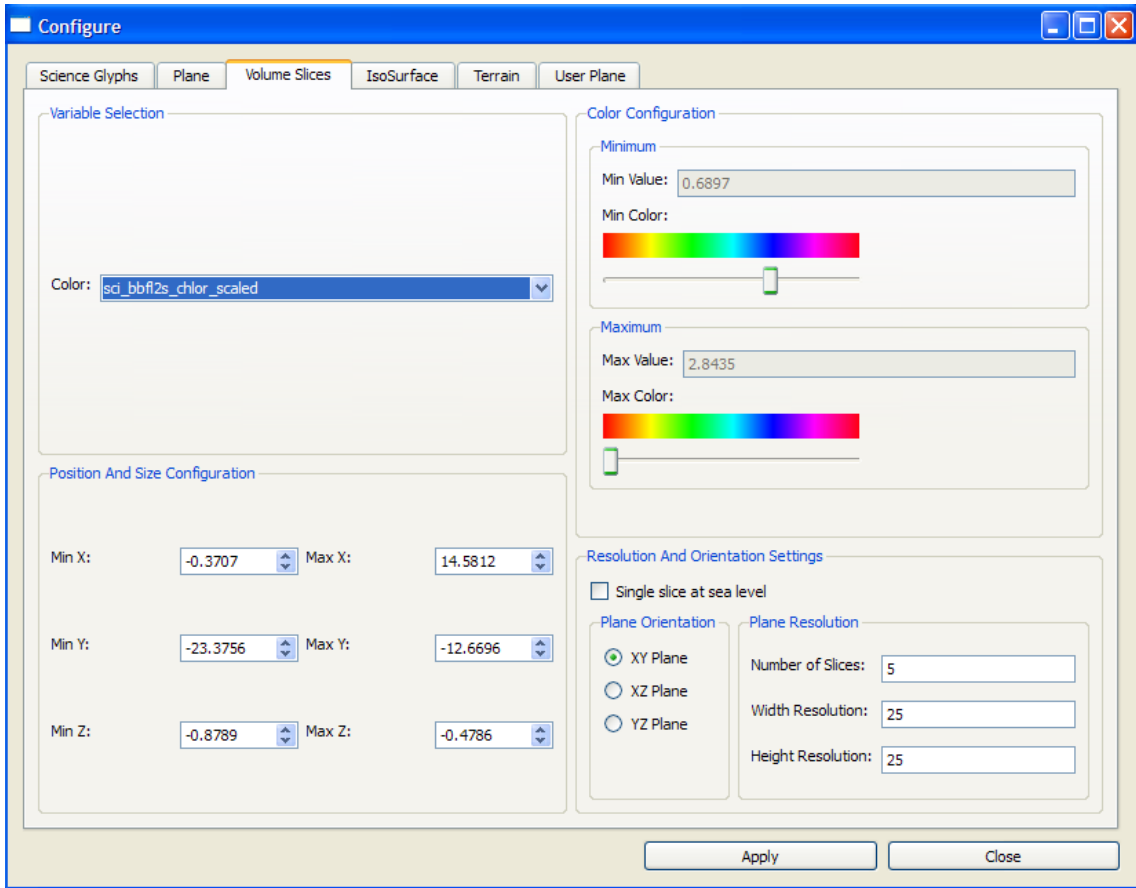 Configure
Science Glyphs Plane Volume Slices IsoSurface Terrain User Plane
Variable Selection
Color: sci_bbfl2s_chlor_scaled
Position And Size Configuration
Min X: -0.3707 Max X: 14.5812
Min Y: -23.3756 Max Y: -12.6696
Min Z: -0.8789 Max Z: -0.4786
Color Configuration
Minimum
Min Value: 0.6897
Min Color:
Maximum
Max Value: 2.8435
Max Color:
Resolution And Orientation Settings
Single slice at sea level
Plane Orientation
XY Plane
XZ Plane
YZ Plane
Plane Resolution
Number of Slices: 5
Width Resolution: 25
Height Resolution: 25
Apply Close